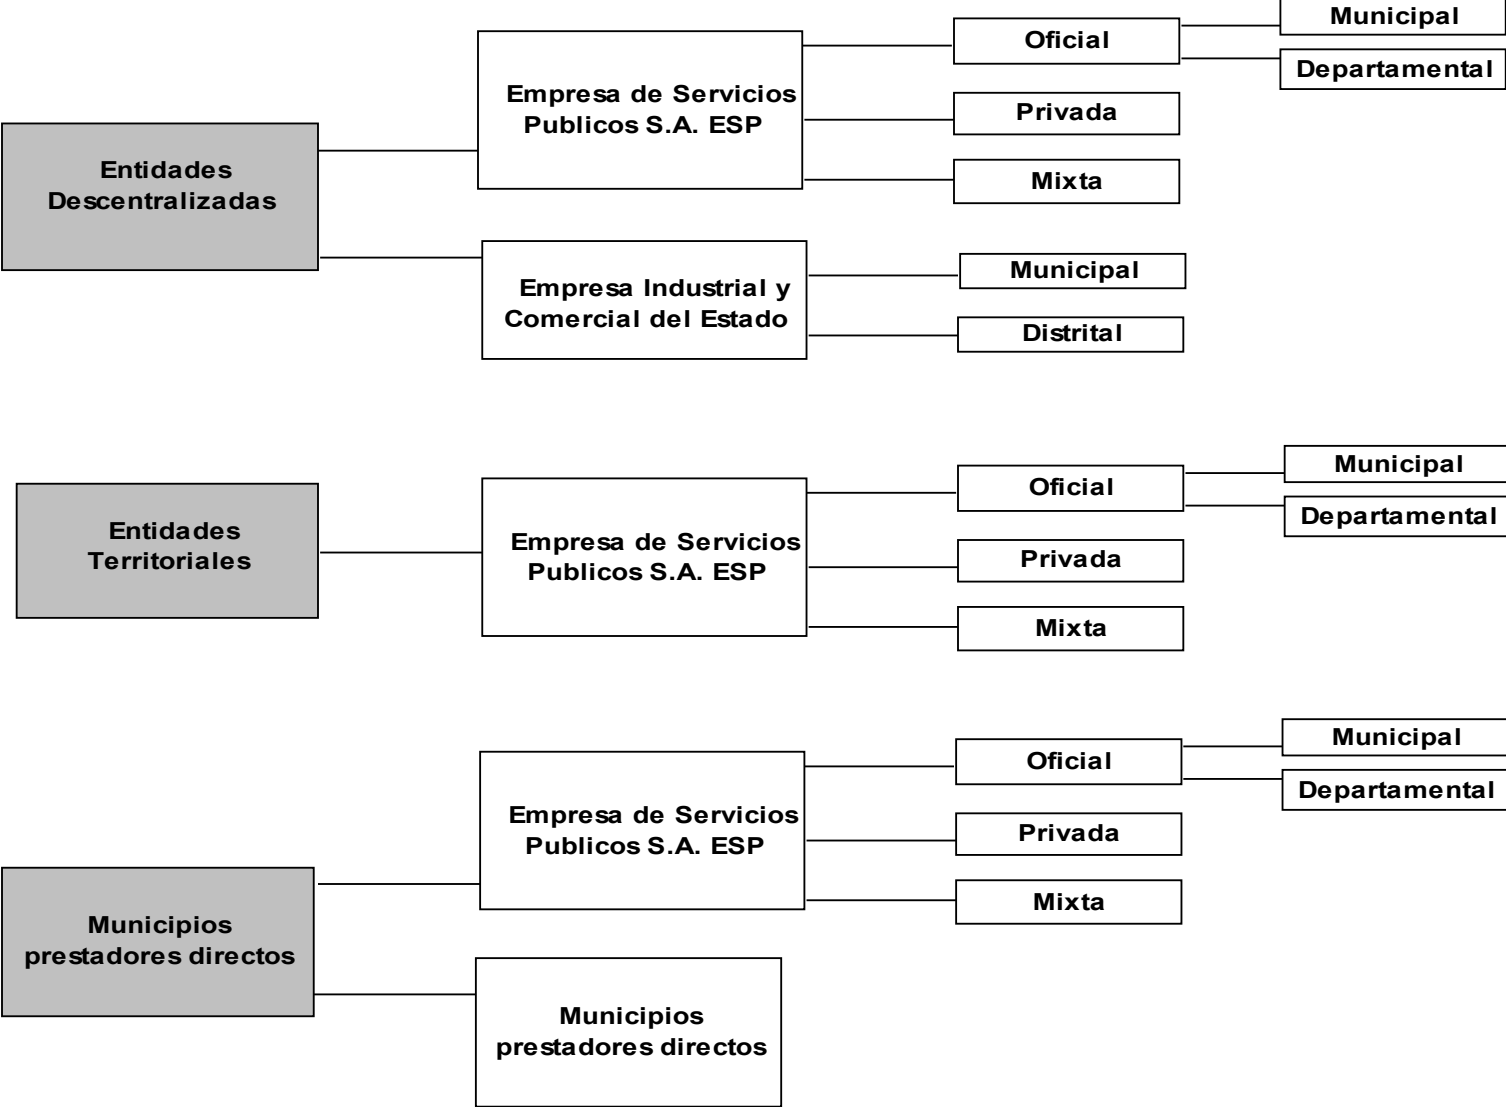 Entidades
Descentralizadas
Empresa de Servicios
Publicos S.A. ESP
Oficial
Municipal
Departamental
Privada
Mixta
Empresa Industrial y
Comercial del Estado
Municipal
Distrital
Entidades
Territoriales
Empresa de Servicios
Publicos S.A. ESP
Oficial
Municipal
Departamental
Privada
Mixta
Municipios
prestadores directos
Empresa de Servicios
Publicos S.A. ESP
Oficial
Municipal
Departamental
Privada
Mixta
Municipios
prestadores directos